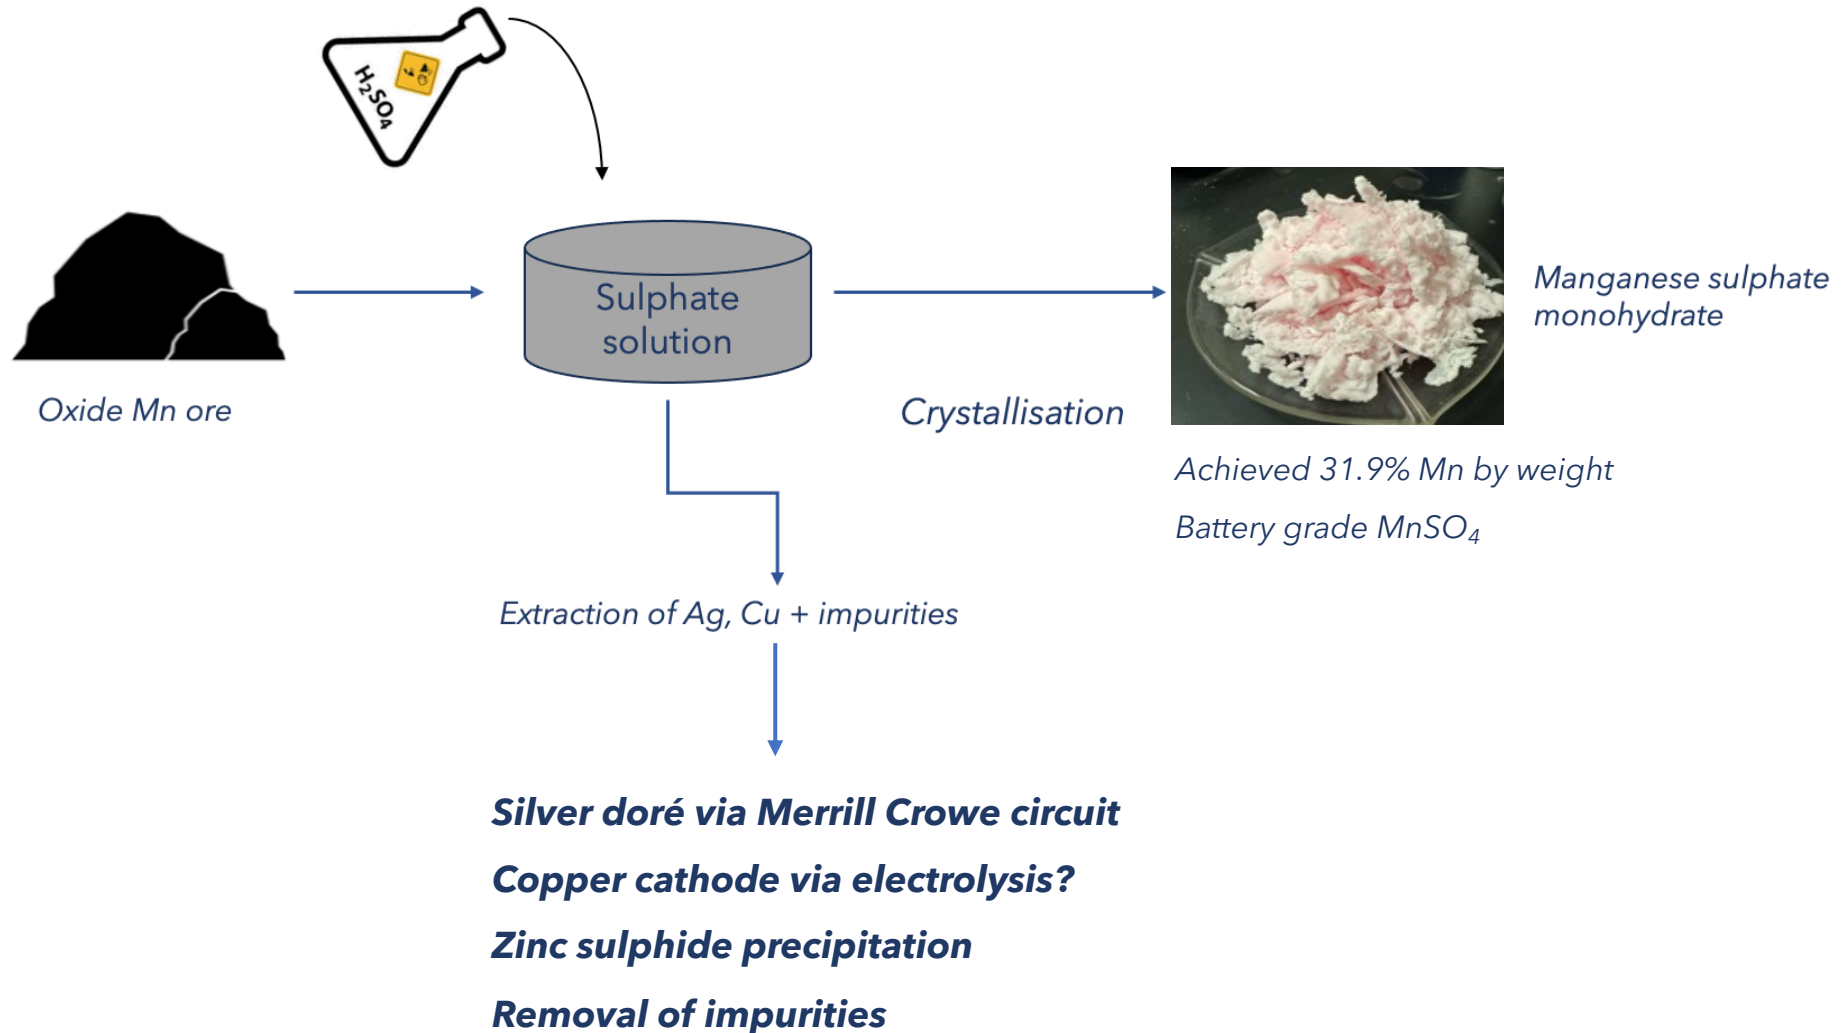 H₂SO₄
Sulphate
solution
Oxide Mn ore
Crystallisation
Manganese sulphate
monohydrate
Achieved 31.9% Mn by weight
Battery grade MnSO₄
Extraction of Ag, Cu + impurities
Silver doré via Merrill Crowe circuit
Copper cathode via electrolysis?
Zinc sulphide precipitation
Removal of impurities